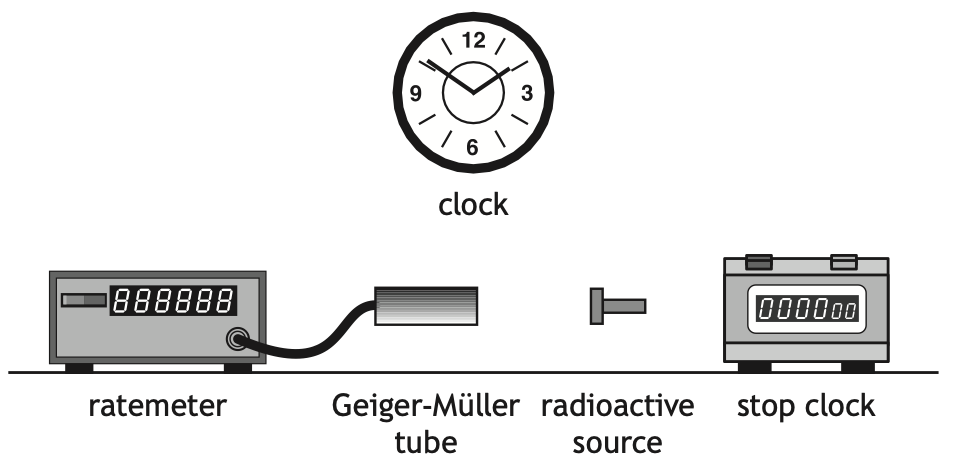 12
9
3
6
clock
888888
000000
ratemeter
Geiger-Müller
tube
radioactive
source
stop clock